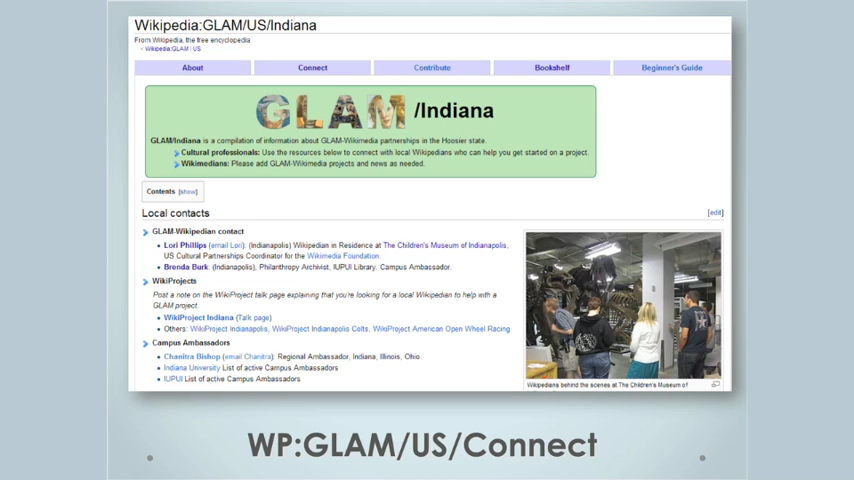 Wikipedia:GLAM/US/Indiana
From Wikipedia, the free encyclopedia
< Wikipedia:GLAM | US
About
Connect
Contribute
Bookshelf
Beginner's Guide
GLAM /Indiana
GLAM/Indiana is a compilation of information about GLAM-Wikimedia partnerships in the Hoosier state.
Cultural professionals: Use the resources below to connect with local Wikipedians who can help you get started on a project.
Wikimedians: Please add GLAM-Wikimedia projects and news as needed.
Contents [show]
Local contacts
[edit]
GLAM-Wikipedian contact
Lori Phillips (email Lori): (Indianapolis) Wikipedian in Residence at The Children's Museum of Indianapolis,
US Cultural Partnerships Coordinator for the Wikimedia Foundation.
Brenda Burk. (Indianapolis), Philanthropy Archivist, IUPUI Library. Campus Ambassador.
WikiProjects
Post a note on the WikiProject talk page explaining that you're looking for a local Wikipedian to help with a
GLAM project.
WikiProject Indiana (Talk page)
Others: WikiProject Indianapolis, WikiProject Indianapolis Colts, WikiProject American Open Wheel Racing
Campus Ambassadors
Chanitra Bishop (email Chanitra): Regional Ambassador, Indiana, Illinois, Ohio.
Indiana University List of active Campus Ambassadors
IUPUI List of active Campus Ambassadors
Wikipedians behind the scenes at The Children's Museum of
WP:GLAM/US/Connect